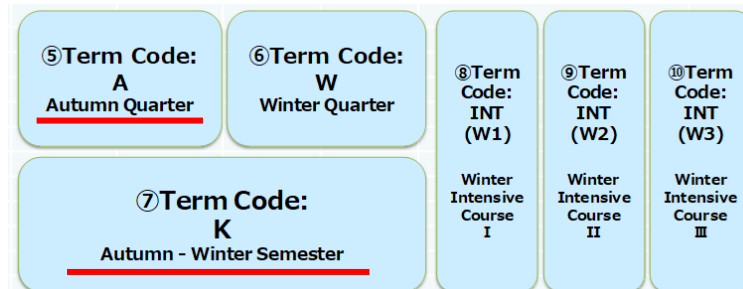 ⑤Term Code:
A
Autumn Quarter
⑥Term Code:
W
Winter Quarter
⑦Term Code:
K
Autumn - Winter Semester
⑧Term
Code:
INT
(W1)
Winter
Intensive
Course
I
⑨Term
Code:
INT
(W2)
Winter
Intensive
Course
II
⑩Term
Code:
INT
(W3)
Winter
Intensive
Course
Ⅲ